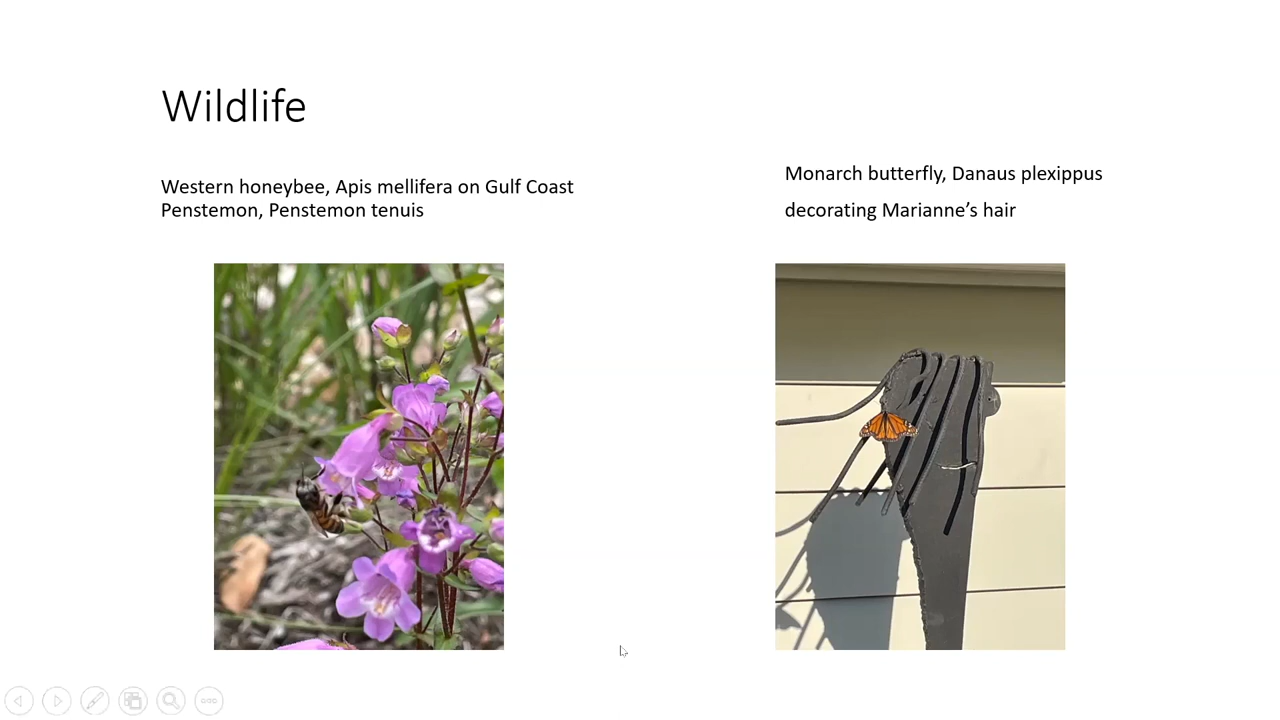 Wildlife
Western honeybee, Apis mellifera on Gulf Coast
Penstemon, Penstemon tenuis
Monarch butterfly, Danaus plexippus
decorating Marianne’s hair